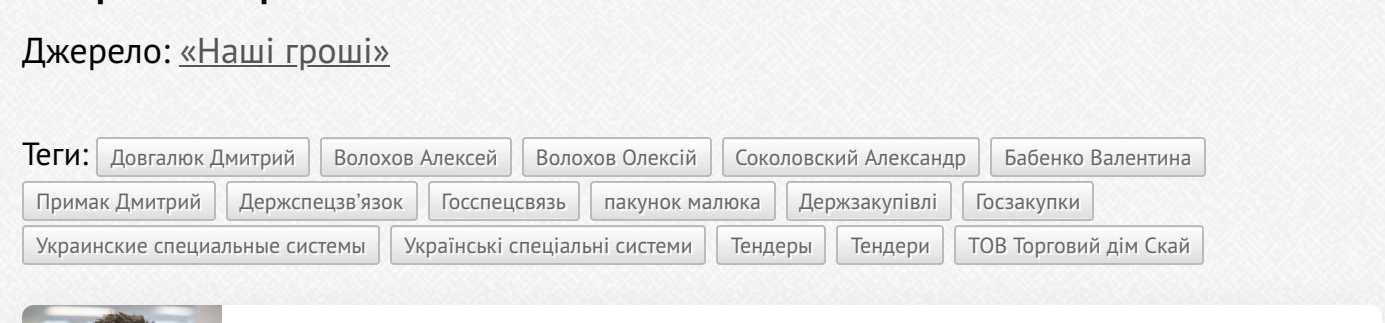 Джерело: «Наші гроші»
Теги: Довгалюк Дмитрий Волохов Алексей Волохов Олексій Соколовский Александр Бабенко Валентина
Примак Дмитрий Держспецзв’язок Госспецсвязь пакунок малюка Держзакупівлі Госзакупки
Украинские специальные системы Українські спеціальні системи Тендеры Тендери ТОВ Торговий дім Скай